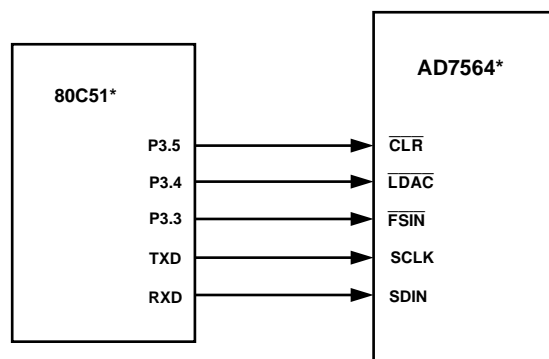 AD7564*
80C51*
P3.5 CLR
P3.4 LDAC
P3.3 FSIN
TXD SCLK
RXD SDIN